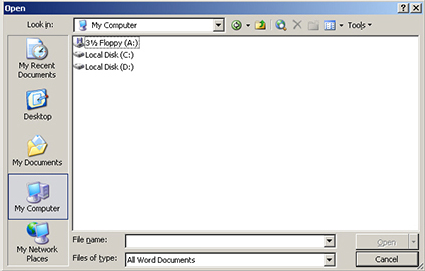 Open
Look in: My Computer Tools
3½ Floppy (A:)
Local Disk (C:)
Local Disk (D:)
My Recent
Documents
Desktop
My Documents
My Computer
My Network
Places
File name: Open
Files of type: All Word Documents Cancel